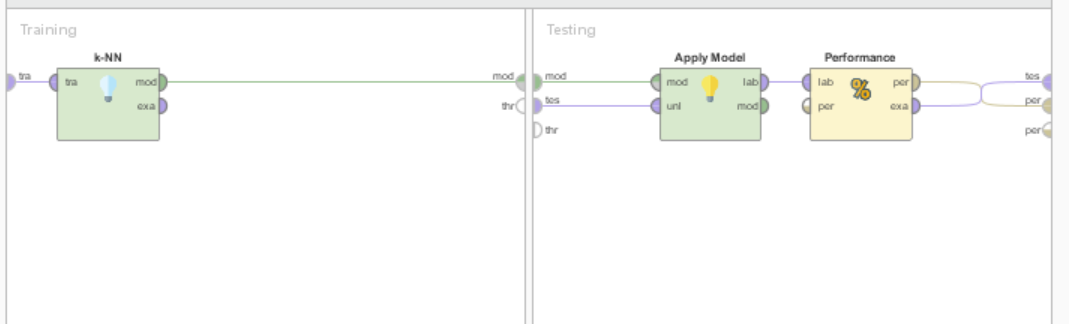 Training
Testing
k-NN
Apply Model
Performance
tra
tra
mod
exa
mod
thr
mod
tes
thr
mod
unl
lab
mod
lab
per
per
exa
tes
per
per
%